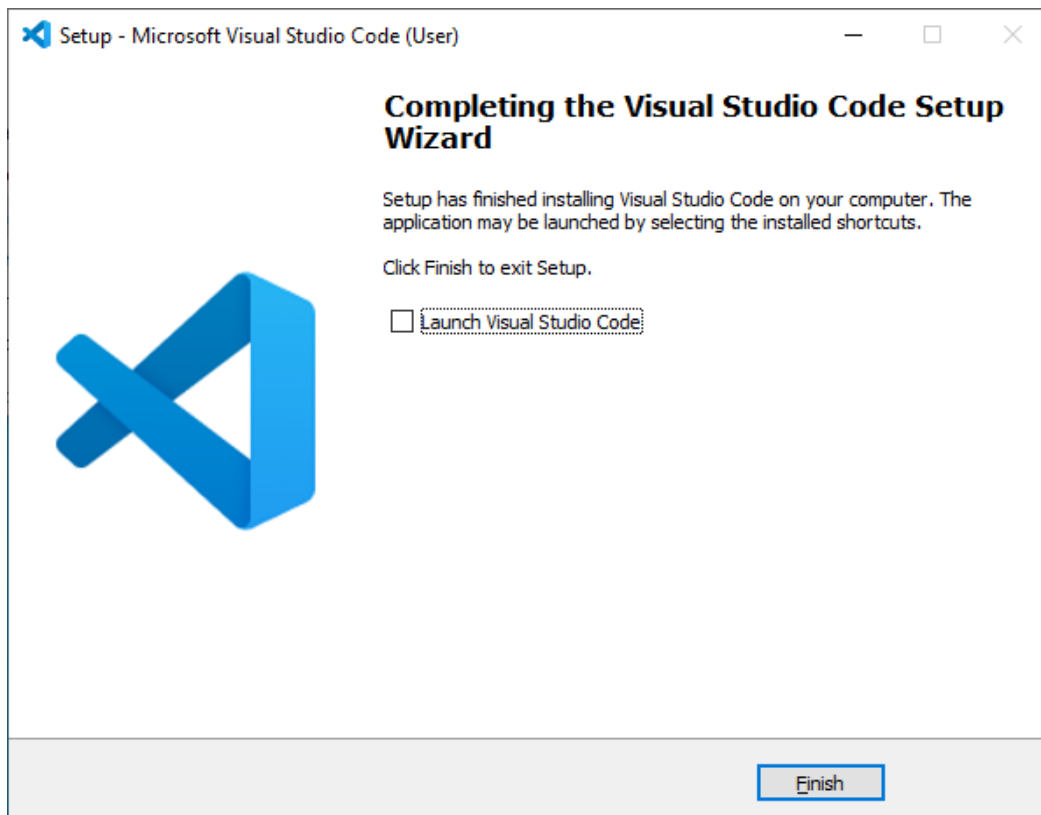 Setup - Microsoft Visual Studio Code (User)
Completing the Visual Studio Code Setup
Wizard
Setup has finished installing Visual Studio Code on your computer. The
application may be launched by selecting the installed shortcuts.
Click Finish to exit Setup.
Launch Visual Studio Code
Finish